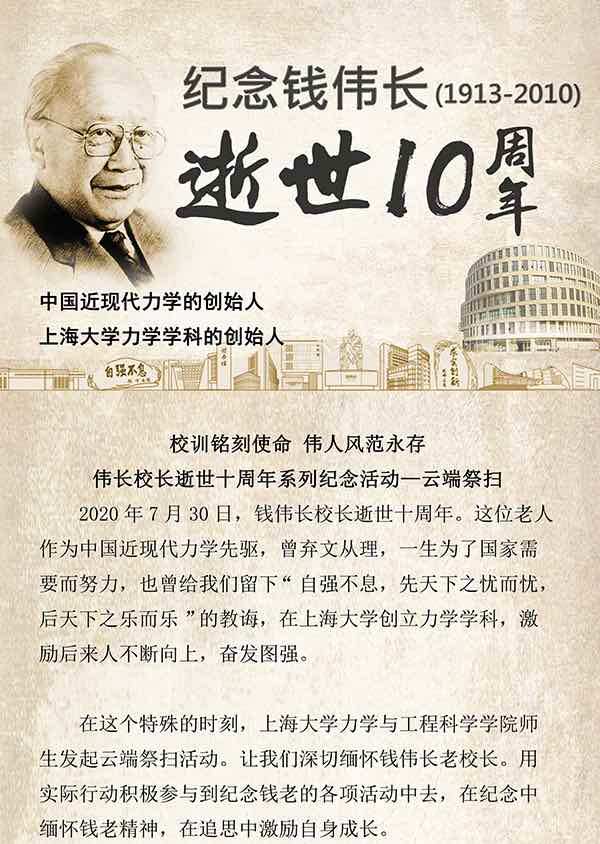 纪念钱伟长(1913-2010)
逝世10周年
中国近现代力学的创始人
上海大学力学学科的创始人
自强不息
校训铭刻使命 伟人风范永存
伟长校长逝世十周年系列纪念活动—云端祭扫
2020 年 7 月 30 日，钱伟长校长逝世十周年。这位老人
作为中国近现代力学先驱，曾弃文从理，一生为了国家需
要而努力，也曾给我们留下“ 自强不息，先天下之忧而忧，
后天下之乐而乐 ”的教诲，在上海大学创立力学学科，激
励后来人不断向上，奋发图强。
在这个特殊的时刻，上海大学力学与工程科学学院师
生发起云端祭扫活动。让我们深切缅怀钱伟长老校长。用
实际行动积极参与到纪念钱老的各项活动中去，在纪念中
缅怀钱老精神，在追思中激励自身成长。